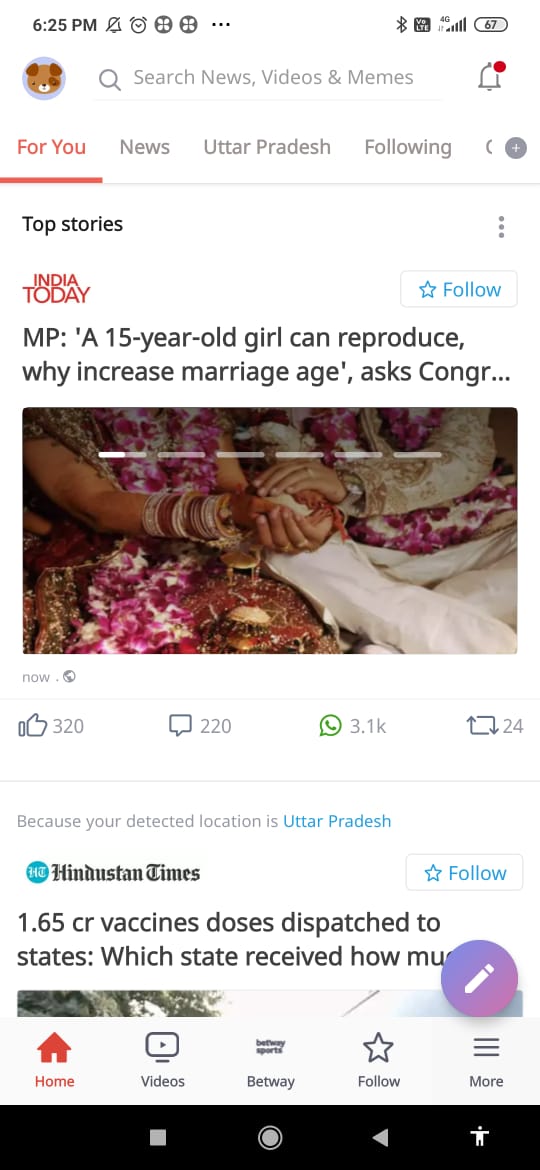 6:25 PM
Vo LTE 4G 67
Search News, Videos & Memes
For You News Uttar Pradesh Following
Top stories
INDIA
TODAY
Follow
MP: 'A 15-year-old girl can reproduce,
why increase marriage age', asks Congr...
now .
320 220 3.1k 24
Because your detected location is Uttar Pradesh
HT Hindustan Times
Follow
1.65 cr vaccines doses dispatched to
states: Which state received how
betway
sports
Home Videos Betway Follow More